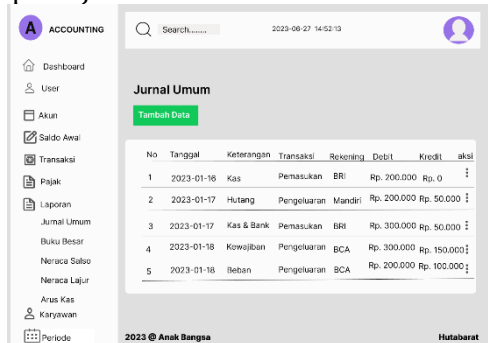 A ACCOUNTING
Search........
2023-06-27 14:52:13
Dashboard
User
Akun
Saldo Awal
Transaksi
Pajak
Laporan
Jurnal Umum
Buku Besar
Neraca Salso
Neraca Lajur
Arus Kas
Karyawan
Periode
Jurnal Umum
Tambah Data
No Tanggal Keterangan Transaksi Rekening Debit Kredit aksi
1 2023-01-16 Kas Pemasukan BRI Rp. 200.000 Rp. 0
2 2023-01-17 Hutang Pengeluaran Mandiri Rp. 200.000 Rp. 50.000
3 2023-01-17 Kas & Bank Pemasukan BRI Rp. 300.000 Rp. 50.000
4 2023-01-18 Kewajiban Pengeluaran BCA Rp. 300.000 Rp. 150.000
5 2023-01-18 Beban Pengeluaran BCA Rp. 200.000 Rp. 100.000
2023 @ Anak Bangsa
Hutabarat